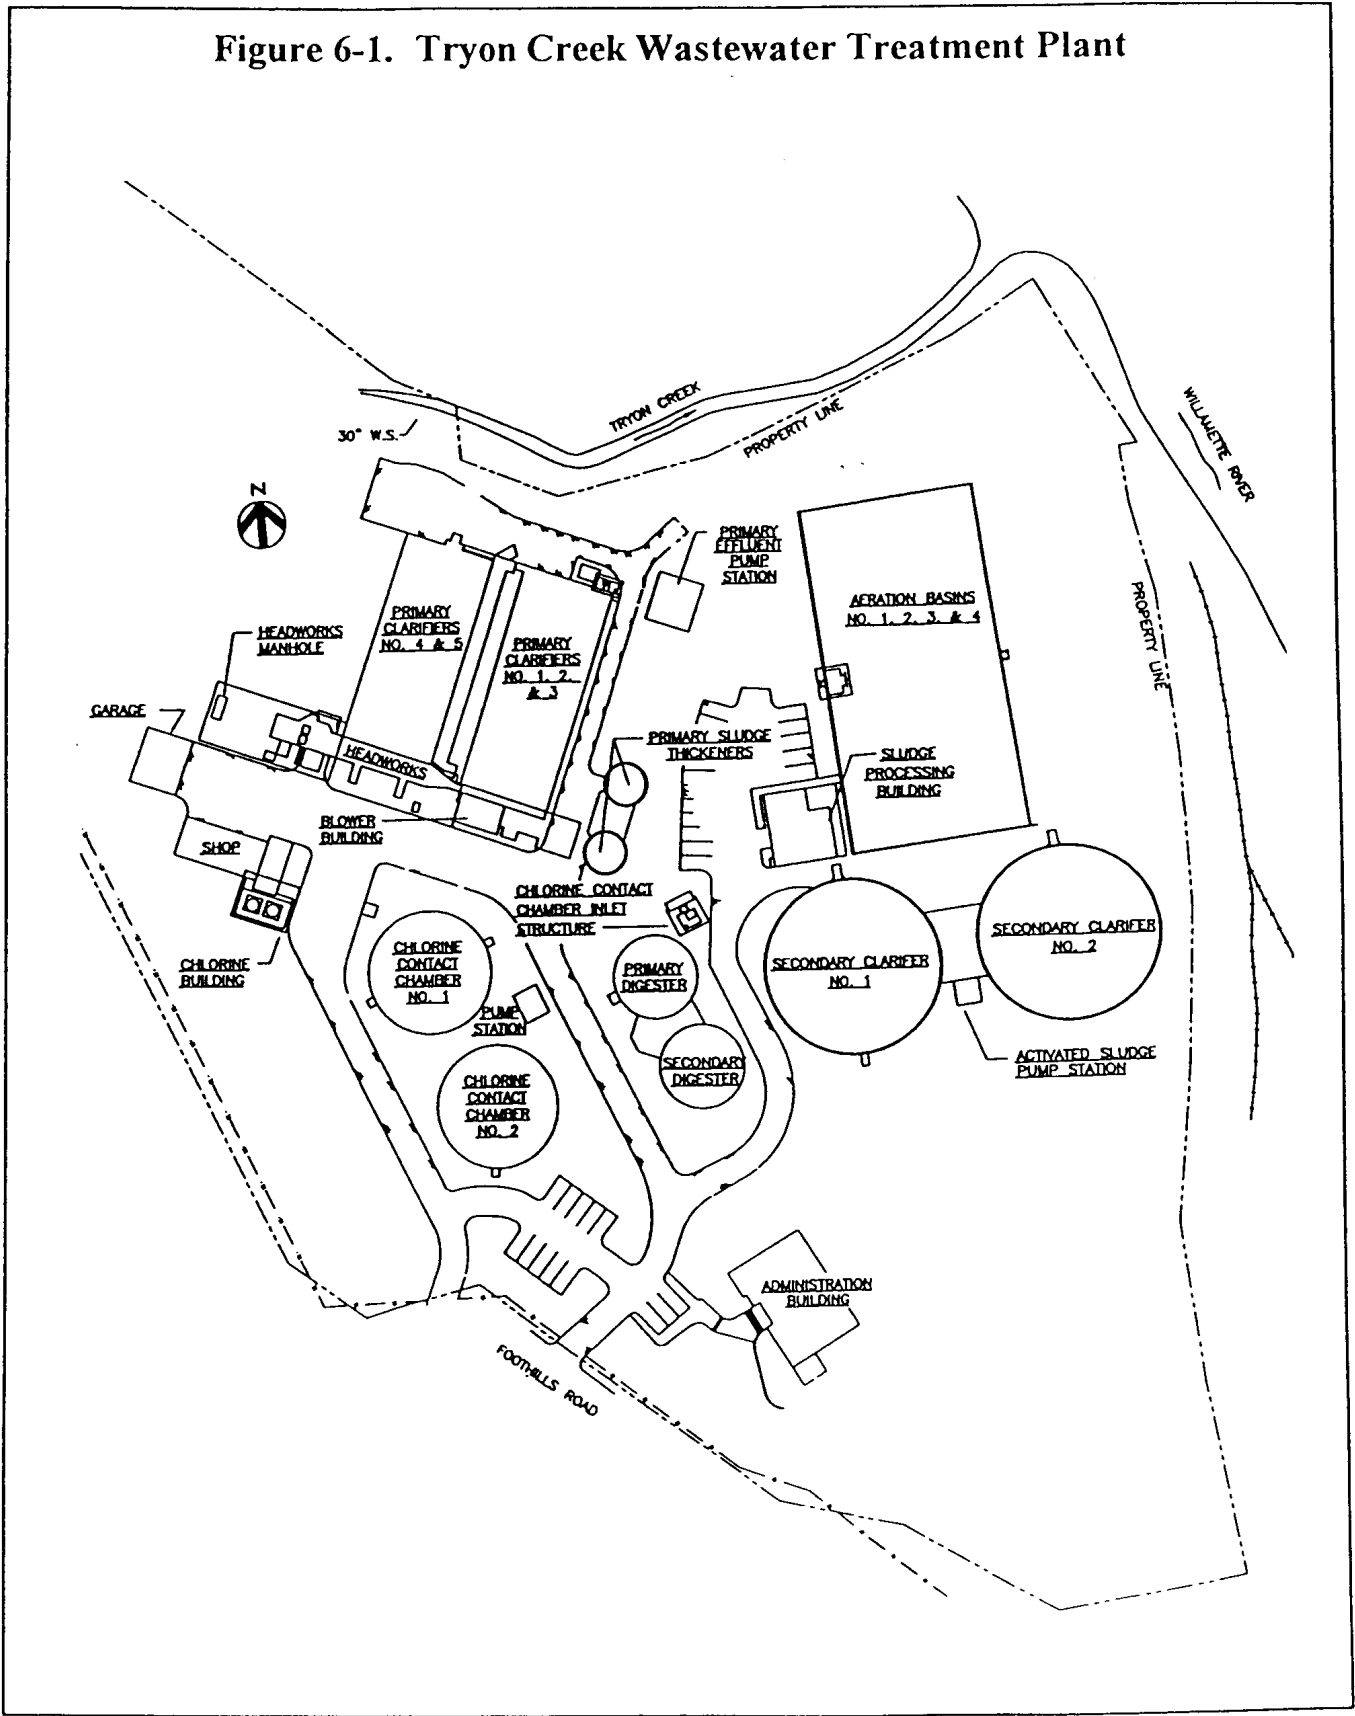 Figure 6-1. Tryon Creek Wastewater Treatment Plant
TRYON CREEK
30" W.S.
PROPERTY LINE
WILLAMETTE RIVER
N
PRIMARY
EFFLUENT
PUMP
STATION
AERATION BASINS
NO. 1, 2, 3, & 4
PROPERTY LINE
PRIMARY
CLARIFIERS
NO. 4 & 5
HEADWORKS
MANHOLE
PRIMARY
CLARIFIERS
NO. 1, 2,
& 3
GARAGE
PRIMARY SLUDGE
THICKENERS
HEADWORKS
SLUDGE
PROCESSING
BUILDING
BLOWER
BUILDING
SHOP
CHLORINE CONTACT
CHAMBER INLET
STRUCTURE
CHLORINE
BUILDING
CHLORINE
CONTACT
CHAMBER
NO. 1
PRIMARY
DIGESTER
SECONDARY CLARIFER
NO. 1
SECONDARY CLARIFER
NO. 2
PUMP
STATION
SECONDARY
DIGESTER
ACTIVATED SLUDGE
PUMP STATION
CHLORINE
CONTACT
CHAMBER
NO. 2
ADMINISTRATION
BUILDING
FOOTHILLS ROAD